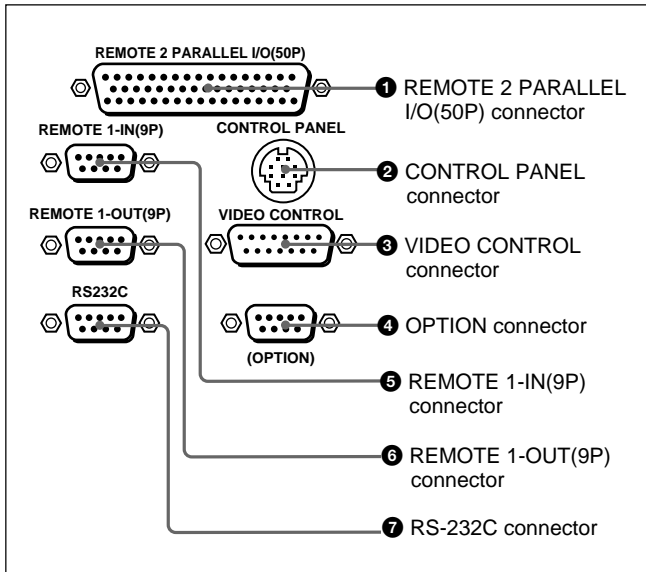 REMOTE 2 PARALLEL I/O(50P)
❶ REMOTE 2 PARALLEL
I/O(50P) connector
REMOTE 1-IN(9P)
CONTROL PANEL
❷ CONTROL PANEL
connector
REMOTE 1-OUT(9P)
VIDEO CONTROL
❸ VIDEO CONTROL
connector
RS232C
❹ OPTION connector
(OPTION)
❺ REMOTE 1-IN(9P)
connector
❻ REMOTE 1-OUT(9P)
connector
❼ RS-232C connector